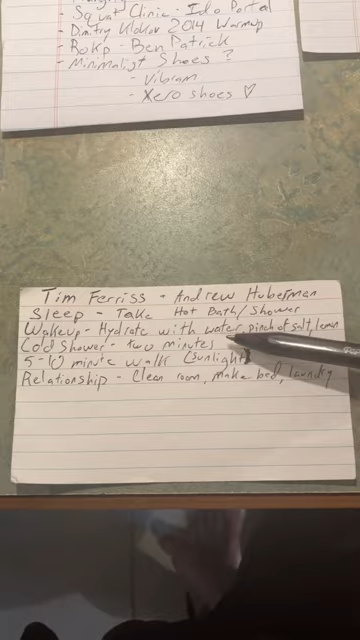 - Squat Clinic - Ido Portal
- Dmitry Klokov 2014 Warmup
- ROKP - Ben Patrick
- Minimalist Shoes ?
- Vibram
- Xero shoes ♡
Tim Ferriss - Andrew Huberman
Sleep - Take Hot Bath/Shower
Wakeup - Hydrate with water, pinch of salt, lemon
Cold Shower - two minutes
5-10 minute walk (sunlight)
Relationship - Clean room, make bed, laundry